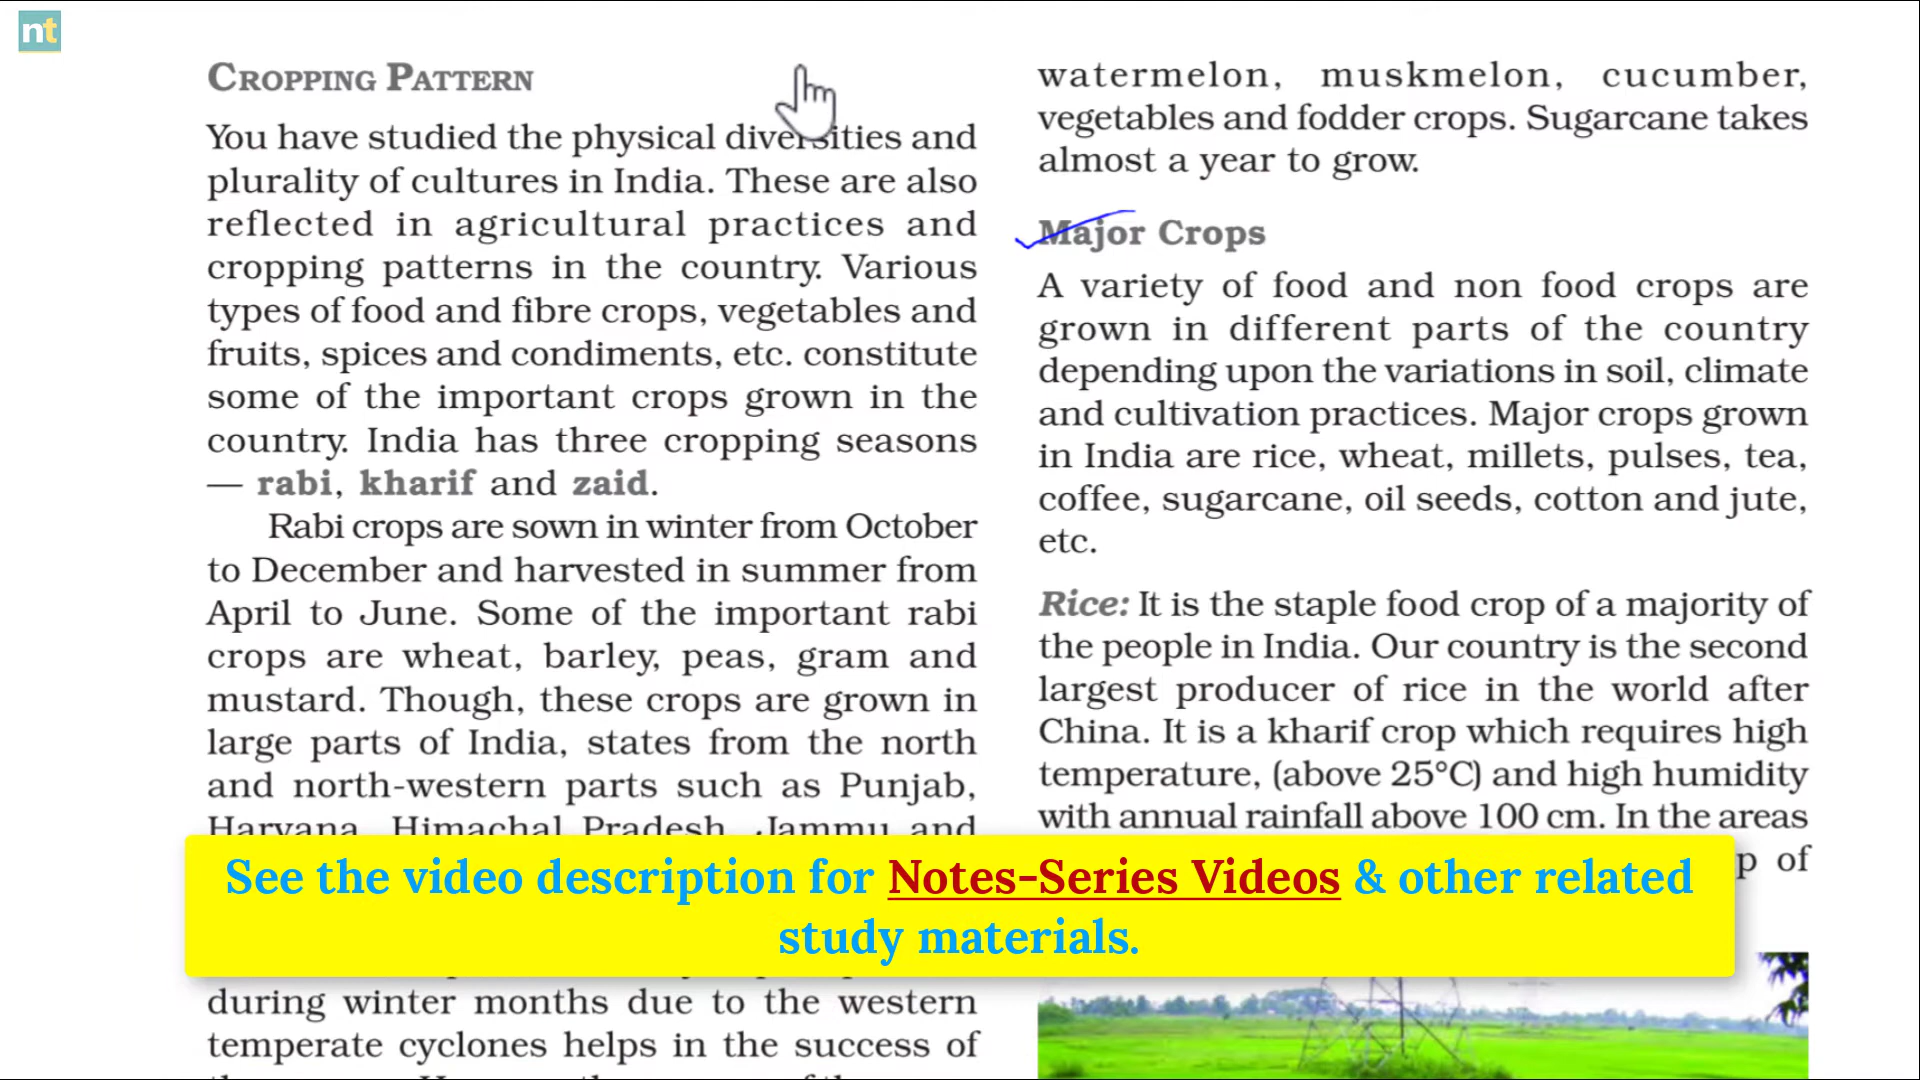 nt
CROPPING PATTERN
You have studied the physical diversities and
plurality of cultures in India. These are also
reflected in agricultural practices and
cropping patterns in the country. Various
types of food and fibre crops, vegetables and
fruits, spices and condiments, etc. constitute
some of the important crops grown in the
country. India has three cropping seasons
— rabi, kharif and zaid.
Rabi crops are sown in winter from October
to December and harvested in summer from
April to June. Some of the important rabi
crops are wheat, barley, peas, gram and
mustard. Though, these crops are grown in
large parts of India, states from the north
and north-western parts such as Punjab,
Haryana, Himachal Pradesh, Jammu and
during winter months due to the western
temperate cyclones helps in the success of
watermelon, muskmelon, cucumber,
vegetables and fodder crops. Sugarcane takes
almost a year to grow.
Major Crops
A variety of food and non food crops are
grown in different parts of the country
depending upon the variations in soil, climate
and cultivation practices. Major crops grown
in India are rice, wheat, millets, pulses, tea,
coffee, sugarcane, oil seeds, cotton and jute,
etc.
Rice: It is the staple food crop of a majority of
the people in India. Our country is the second
largest producer of rice in the world after
China. It is a kharif crop which requires high
temperature, (above 25°C) and high humidity
with annual rainfall above 100 cm. In the areas
of
See the video description for Notes-Series Videos & other related
study materials.